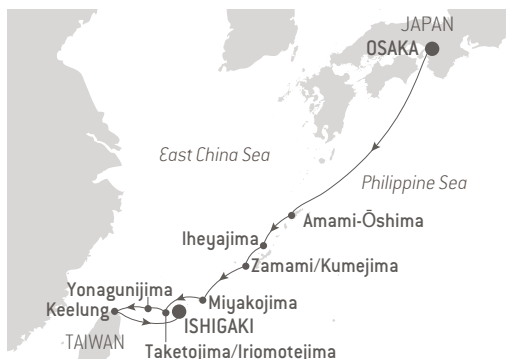 JAPAN
OSAKA
East China Sea
Philippine Sea
Amami-Ōshima
Iheyajima
Zamami/Kumejima
Yonagunijima
Miyakojima
Keelung
ISHIGAKI
TAIWAN
Taketojima/Iriomotejima